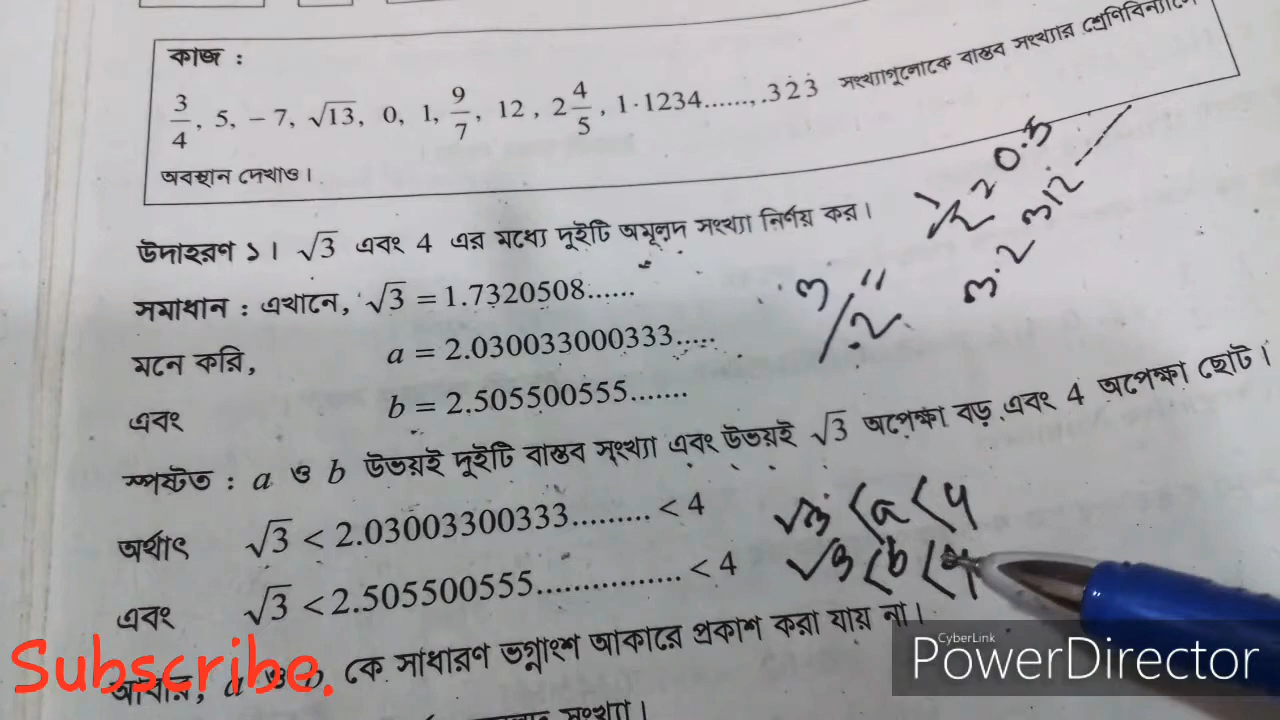 কাজ :
3/4, 5, − 7, √13, 0, 1, 9/7, 12, 2 4/5, 1·1234......, .32̇3̇ সংখ্যাগুলোকে বাস্তব সংখ্যার শ্রেণিবিন্যাসে
অবস্থান দেখাও।
উদাহরণ ১। √3 এবং 4 এর মধ্যে দুইটি অমূলদ সংখ্যা নির্ণয় কর।
সমাধান : এখানে, √3 = 1.7320508......
মনে করি, a = 2.030033000333.....
এবং b = 2.505500555.......
স্পষ্টত : a ও b উভয়ই দুইটি বাস্তব সংখ্যা এবং উভয়ই √3 অপেক্ষা বড় এবং 4 অপেক্ষা ছোট।
অর্থাৎ √3 < 2.03003300333......... < 4
এবং √3 < 2.505500555............... < 4
আবার, a ও b কে সাধারণ ভগ্নাংশ আকারে প্রকাশ করা যায় না।
সংখ্যা।
√3 < a < 4
√3 < b < 4
Subscribe.
CyberLink
PowerDirector